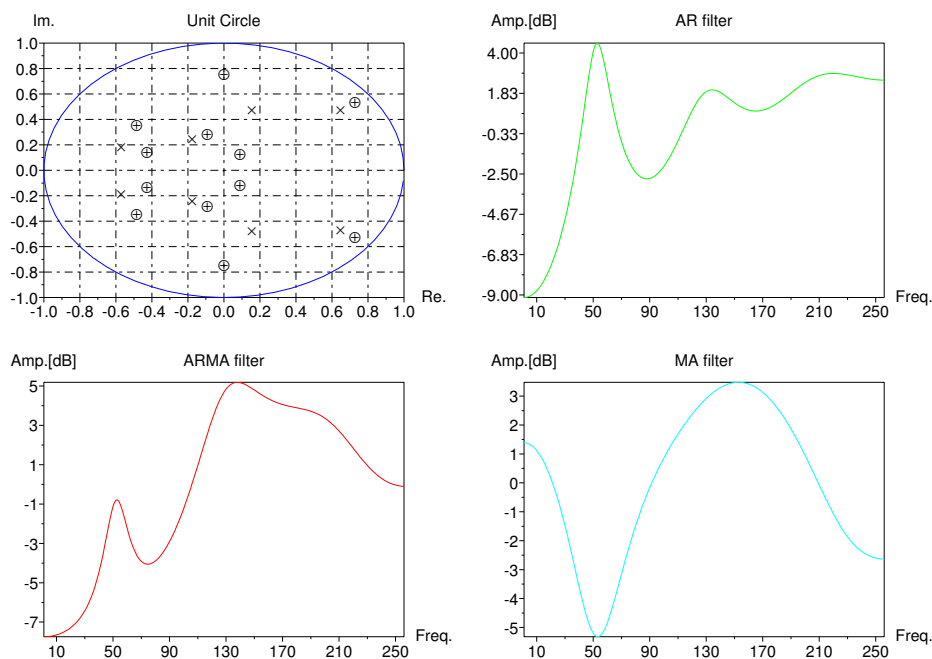 Im.
Unit Circle
1.0
0.8
0.6
0.4
0.2
0.0
-0.2
-0.4
-0.6
-0.8
-1.0
-1.0 -0.8 -0.6 -0.4 -0.2 0.0 0.2 0.4 0.6 0.8 1.0
Re.
Amp.[dB]
AR filter
4.00
1.83
-0.33
-2.50
-4.67
-6.83
-9.00
10 50 90 130 170 210 250
Freq.
Amp.[dB]
ARMA filter
5
3
1
-1
-3
-5
-7
10 50 90 130 170 210 250
Freq.
Amp.[dB]
MA filter
3
2
1
0
-1
-2
-3
-4
-5
10 50 90 130 170 210 250
Freq.